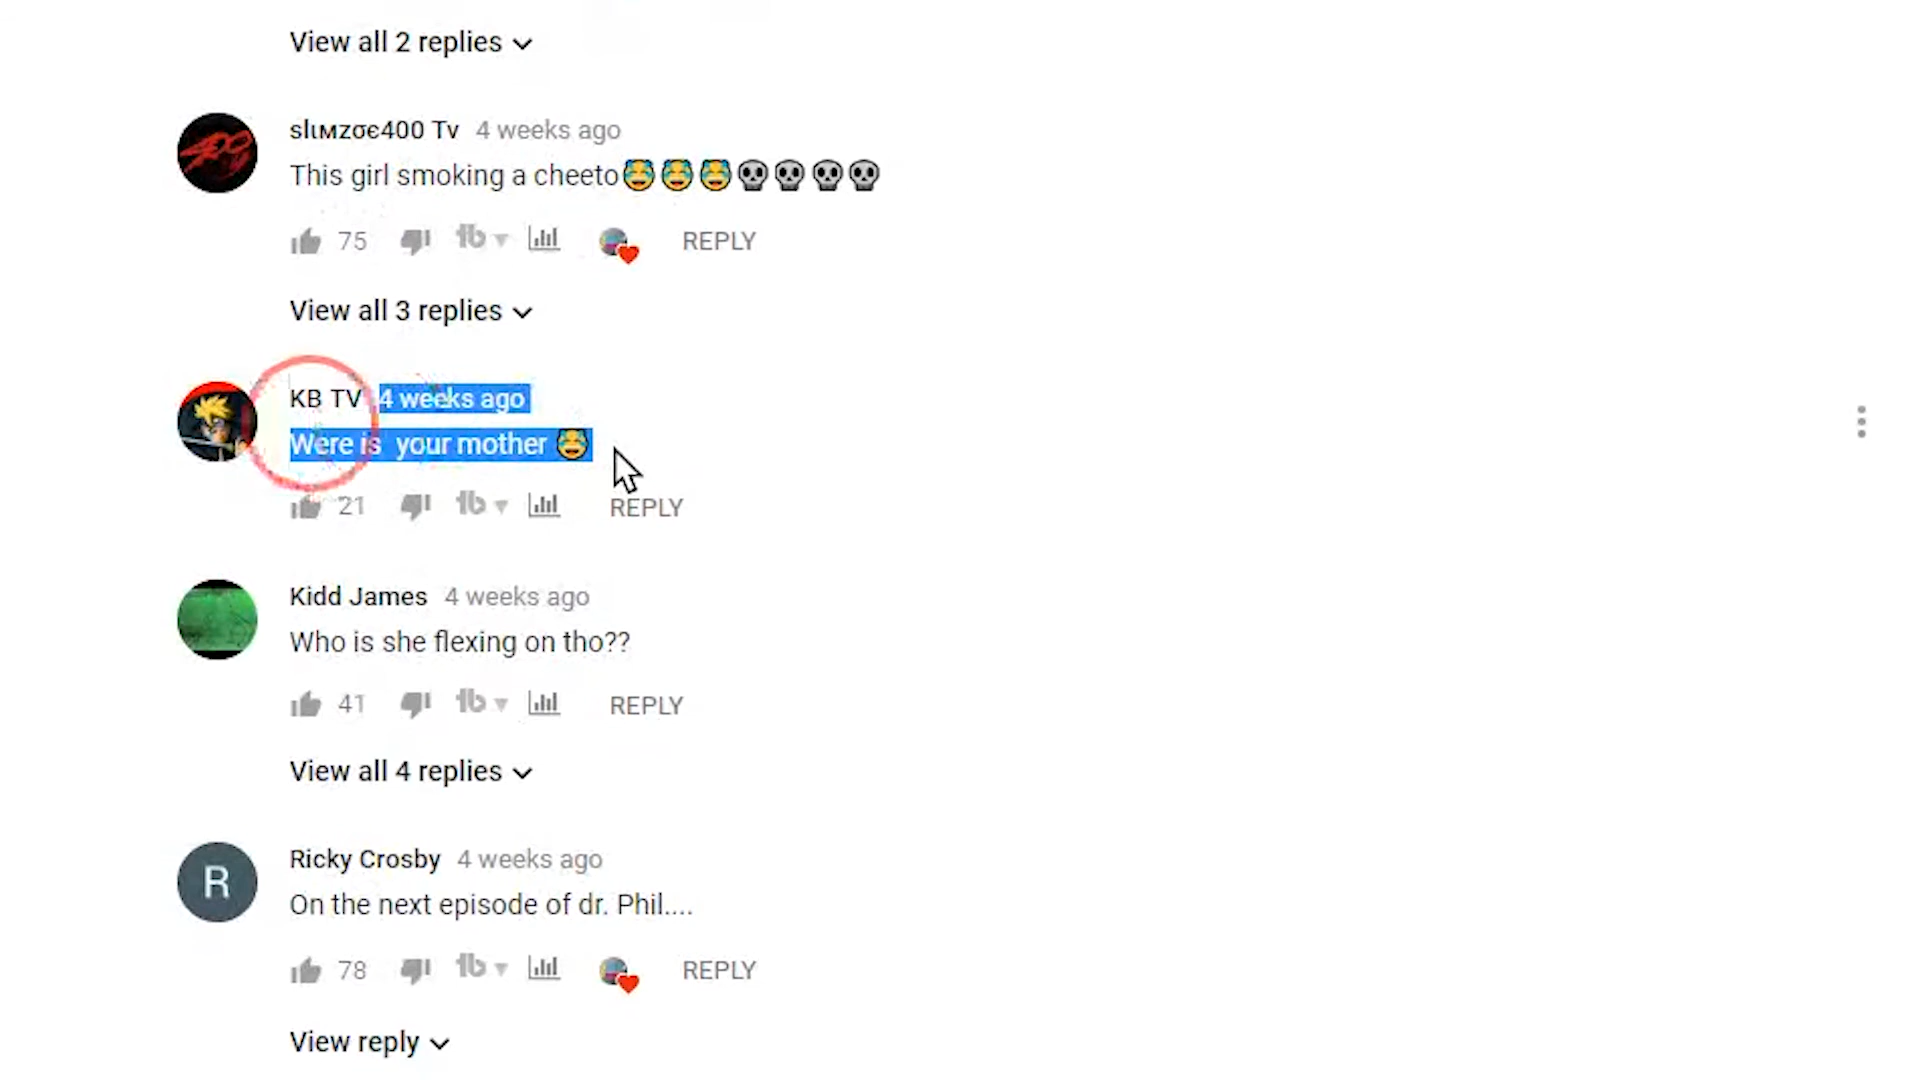 View all 2 replies
slιмzσє400 Tv 4 weeks ago
This girl smoking a cheeto😂😂😂💀💀💀💀
75 REPLY
View all 3 replies
KB TV 4 weeks ago
Were is your mother 😂
21 REPLY
Kidd James 4 weeks ago
Who is she flexing on tho??
41 REPLY
View all 4 replies
R
Ricky Crosby 4 weeks ago
On the next episode of dr. Phil....
78 REPLY
View reply